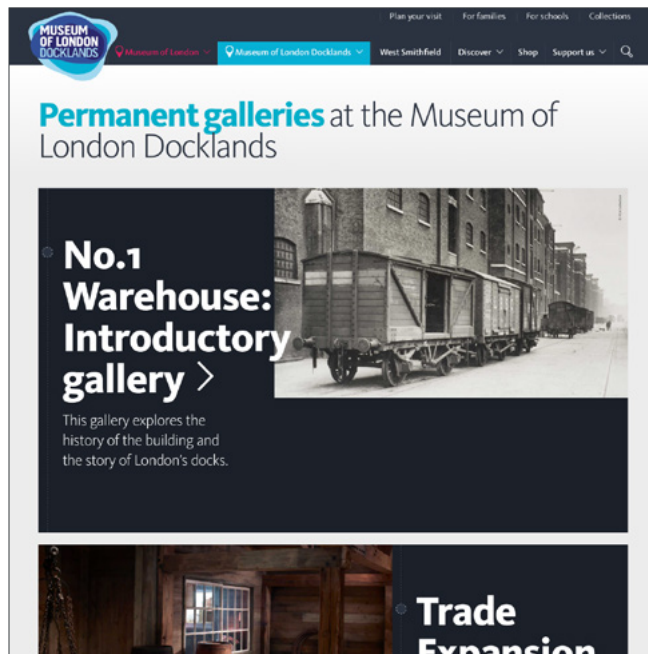 Plan your visit For families For schools Collections
MUSEUM
OF LONDON
DOCKLANDS
Museum of London Museum of London Docklands West Smithfield Discover Shop Support us
Permanent galleries at the Museum of
London Docklands
No.1
Warehouse:
Introductory
gallery >
This gallery explores the
history of the building and
the story of London's docks.
Trade
Expansion